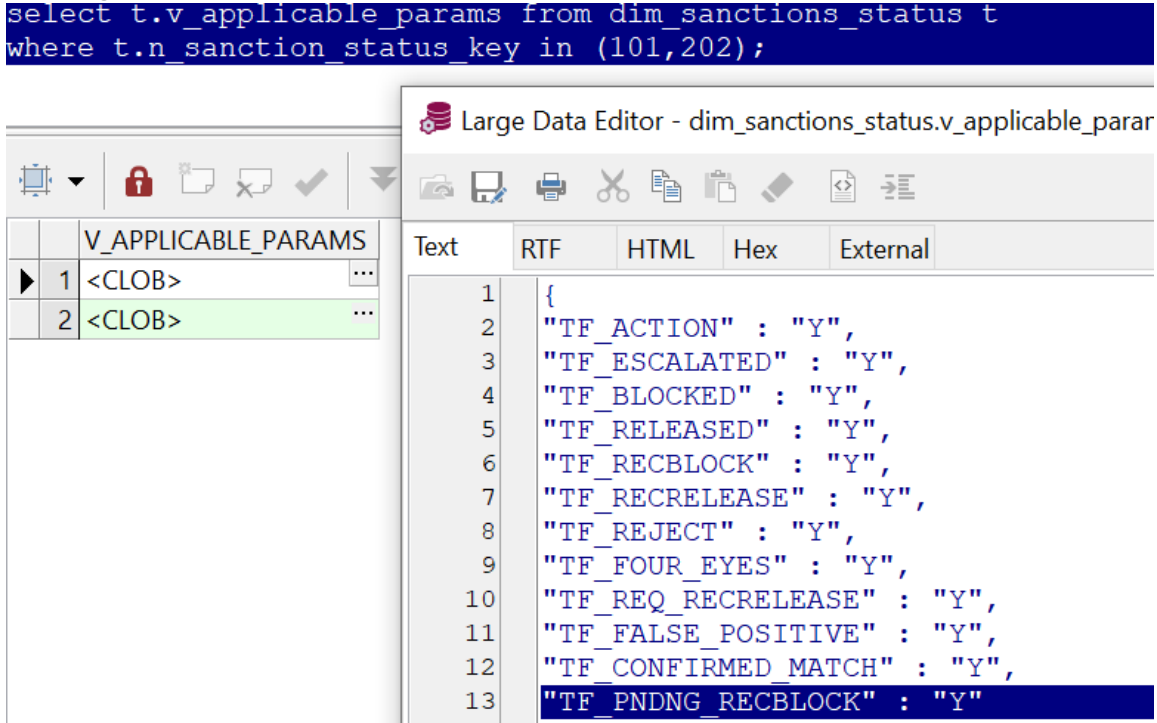 select t.v_applicable_params from dim_sanctions_status t
where t.n_sanction_status_key in (101,202);
Large Data Editor - dim_sanctions_status.v_applicable_parar
V_APPLICABLE_PARAMS
1 <CLOB> ...
2 <CLOB> ...
Text RTF HTML Hex External
1 {
2 "TF_ACTION" : "Y",
3 "TF_ESCALATED" : "Y",
4 "TF_BLOCKED" : "Y",
5 "TF_RELEASED" : "Y",
6 "TF_RECBLOCK" : "Y",
7 "TF_RECRELEASE" : "Y",
8 "TF_REJECT" : "Y",
9 "TF_FOUR_EYES" : "Y",
10 "TF_REQ_RECRELEASE" : "Y",
11 "TF_FALSE_POSITIVE" : "Y",
12 "TF_CONFIRMED_MATCH" : "Y",
13 "TF_PNDNG_RECBLOCK" : "Y"